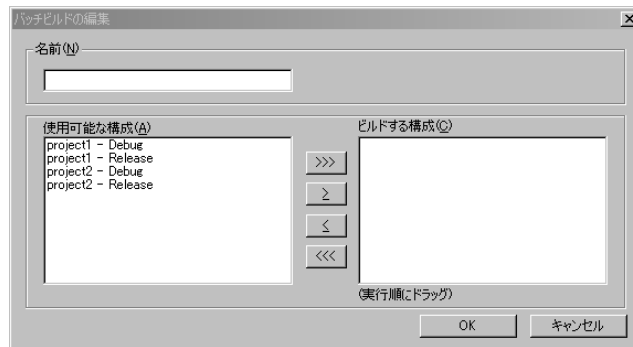 バッチビルドの編集
名前(N)
使用可能な構成(A)
project1 - Debug
project1 - Release
project2 - Debug
project2 - Release
>>>
>
<
<<<
ビルドする構成(C)
(実行順にドラッグ)
OK
キャンセル